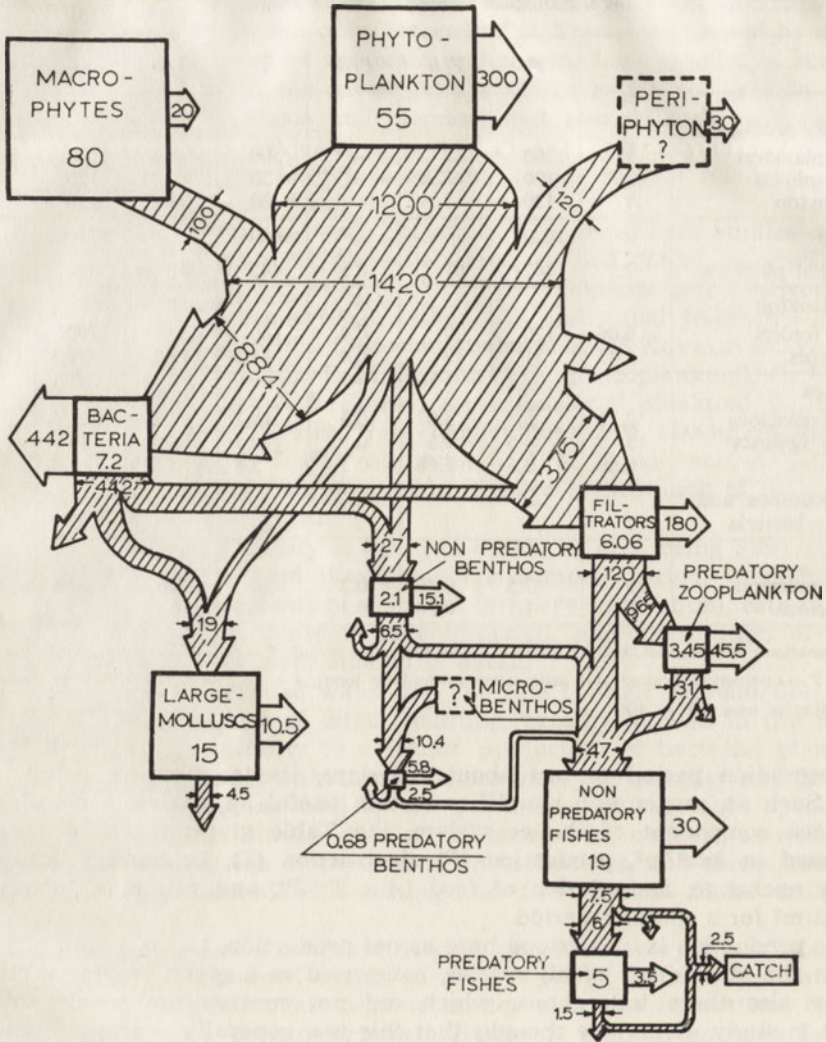 MACRO-
PHYTES
80
20
PHYTO-
PLANKTON
55
300
PERI-
PHYTON
?
30
100
1200
120
1420
884
BAC-
TERIA
7.2
442
442
375
FIL-
TRATORS
6.06
180
27
NON PREDATORY
BENTHOS
2.1
15.1
120
PREDATORY
ZOOPLANKTON
3.45
45.5
31
19
6.5
LARGE-
MOLLUSCS
15
10.5
4.5
?
MICRO-
BENTHOS
10.4
5.8
2.5
0.68 PREDATORY
BENTHOS
47
NON
PREDATORY
FISHES
19
30
7.5
6
PREDATORY
FISHES
5
3.5
2.5
CATCH
1.5